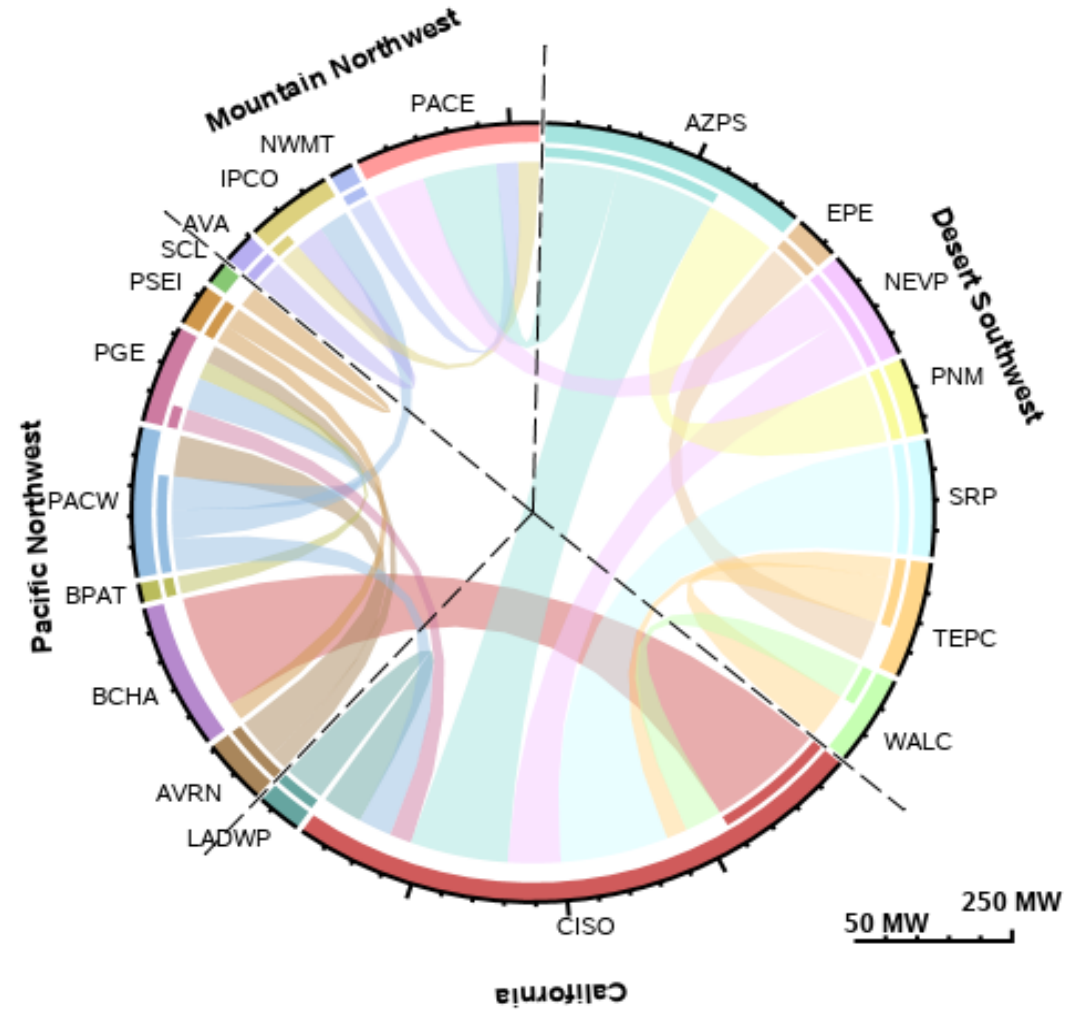 Mountain Northwest
PACE
AZPS
NWMT
IPCO
EPE
AVA
SCL
Desert Southwest
PSEI
NEVP
PGE
PNM
Pacific Northwest
PACW
SRP
BPAT
TEPC
BCHA
WALC
AVRN
LADWP
250 MW
50 MW
CISO
California